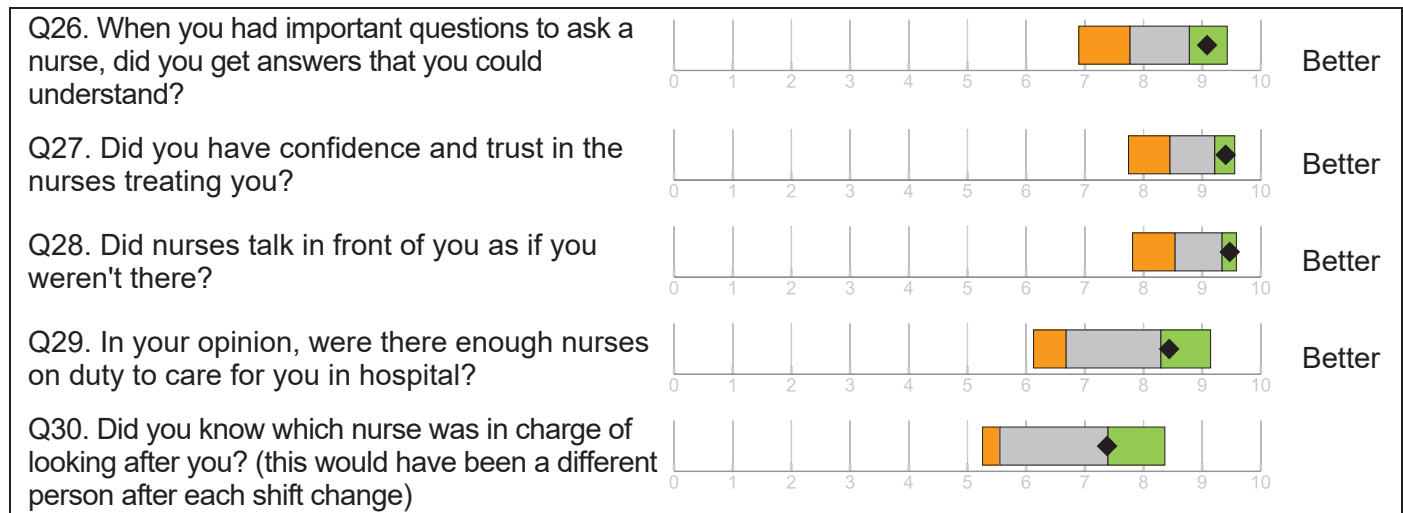 Q26. When you had important questions to ask a
nurse, did you get answers that you could
understand?
0 1 2 3 4 5 6 7 8 9 10
Better
Q27. Did you have confidence and trust in the
nurses treating you?
0 1 2 3 4 5 6 7 8 9 10
Better
Q28. Did nurses talk in front of you as if you
weren't there?
0 1 2 3 4 5 6 7 8 9 10
Better
Q29. In your opinion, were there enough nurses
on duty to care for you in hospital?
0 1 2 3 4 5 6 7 8 9 10
Better
Q30. Did you know which nurse was in charge of
looking after you? (this would have been a different
person after each shift change)
0 1 2 3 4 5 6 7 8 9 10